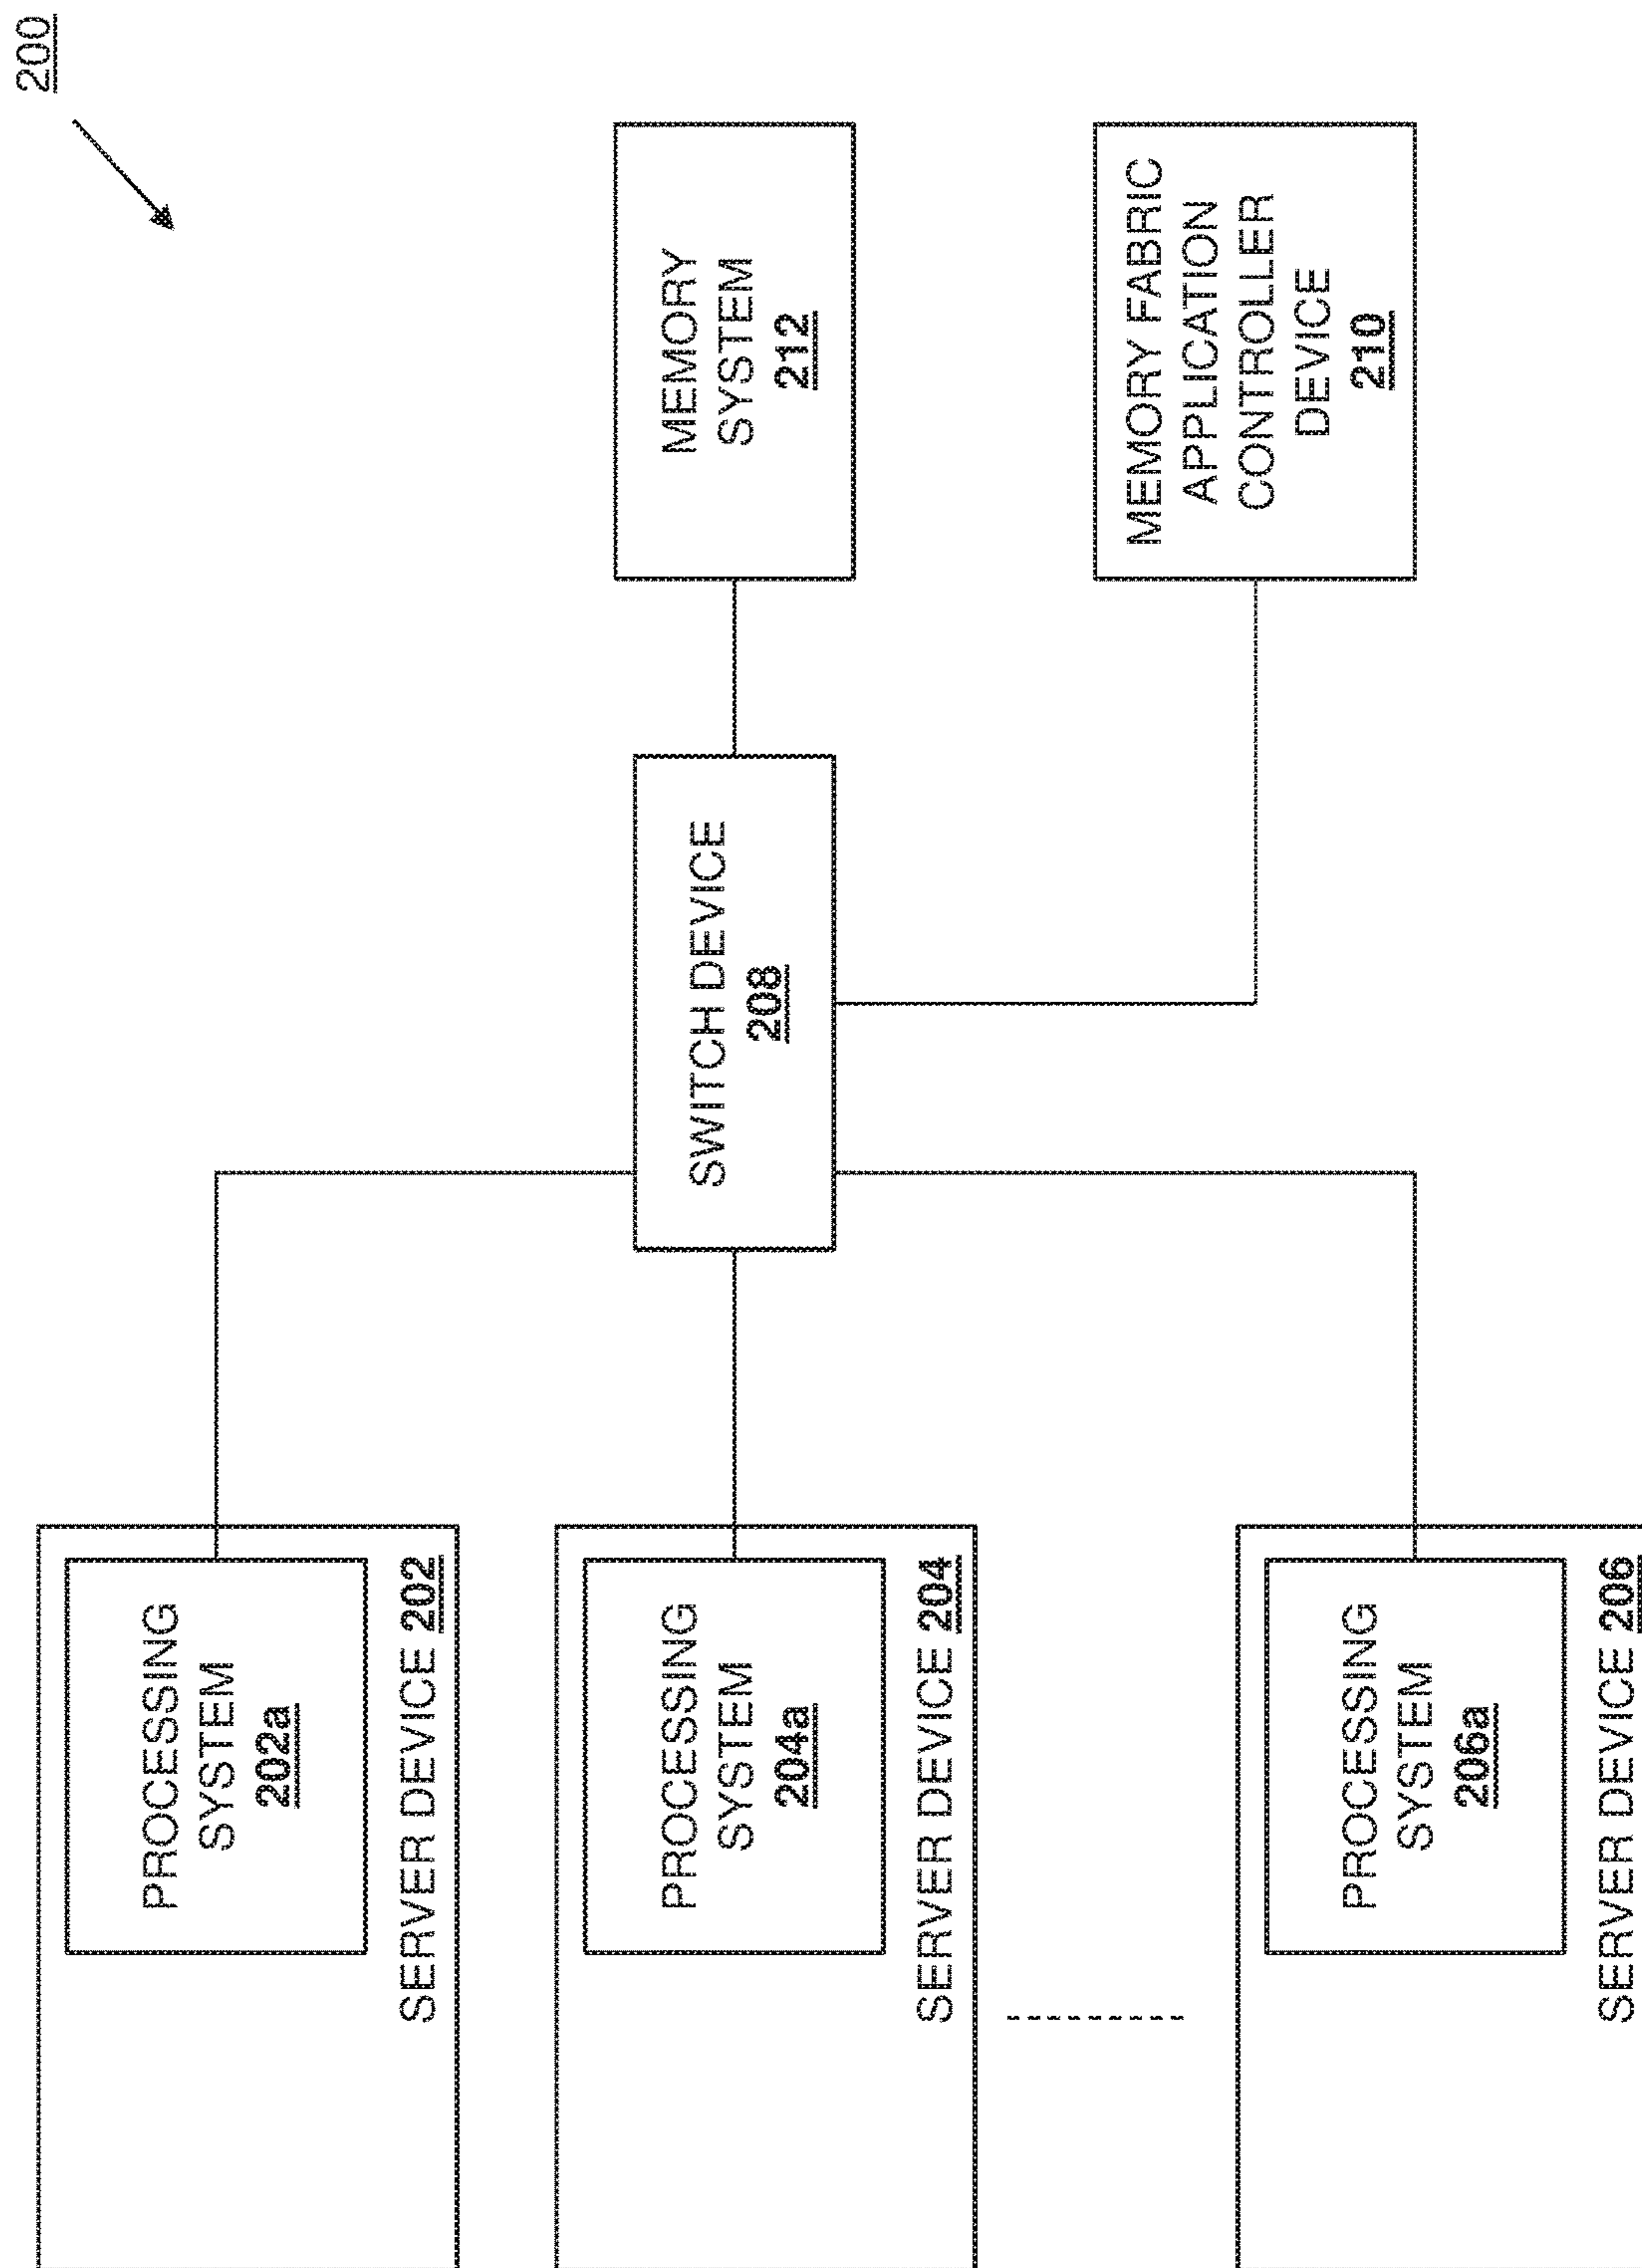 200
PROCESSING
SYSTEM
202a
SERVER DEVICE 202
PROCESSING
SYSTEM
204a
SERVER DEVICE 204
PROCESSING
SYSTEM
206a
SERVER DEVICE 206
SWITCH DEVICE
208
MEMORY
SYSTEM
212
MEMORY FABRIC
APPLICATION
CONTROLLER
DEVICE
210